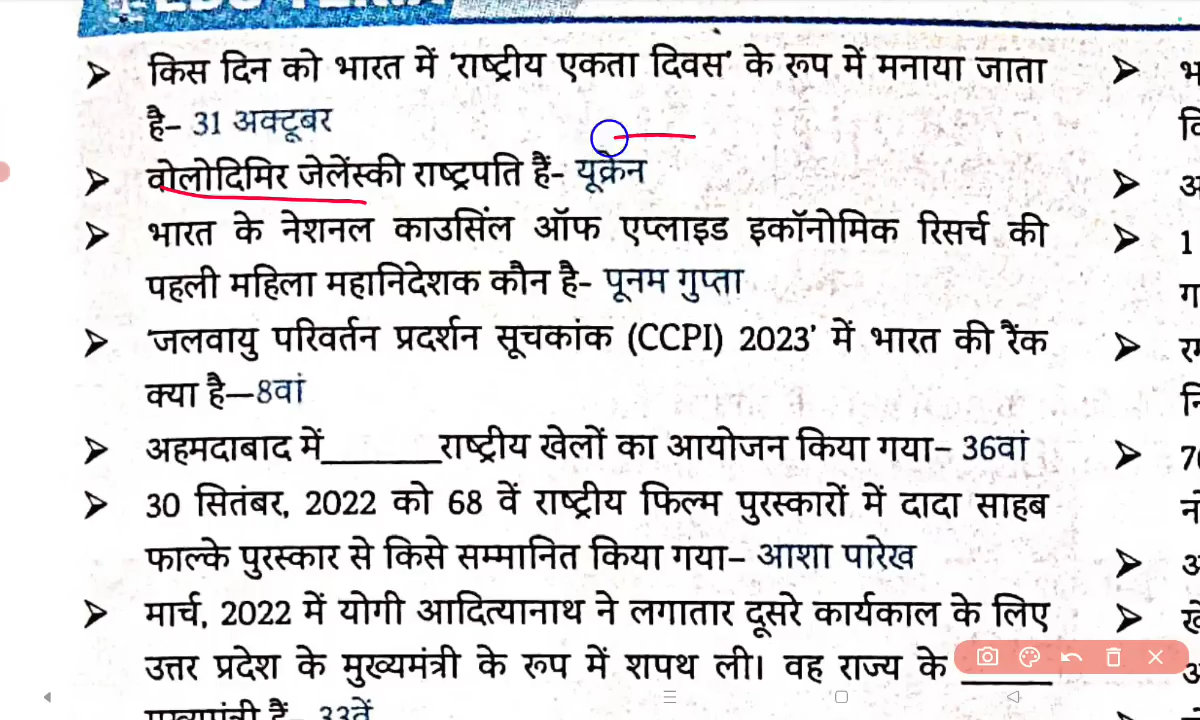 किस दिन को भारत में 'राष्ट्रीय एकता दिवस' के रूप में मनाया जाता
है– 31 अक्टूबर
वोलोदिमिर जेलेंस्की राष्ट्रपति हैं– यूक्रेन
भारत के नेशनल काउसिंल ऑफ एप्लाइड इकॉनोमिक रिसर्च की
पहली महिला महानिदेशक कौन है– पूनम गुप्ता
'जलवायु परिवर्तन प्रदर्शन सूचकांक (CCPI) 2023' में भारत की रैंक
क्या है—8वां
अहमदाबाद में______राष्ट्रीय खेलों का आयोजन किया गया– 36वां
30 सितंबर, 2022 को 68 वें राष्ट्रीय फिल्म पुरस्कारों में दादा साहब
फाल्के पुरस्कार से किसे सम्मानित किया गया– आशा पारेख
मार्च, 2022 में योगी आदित्यानाथ ने लगातार दूसरे कार्यकाल के लिए
उत्तर प्रदेश के मुख्यमंत्री के रूप में शपथ ली। वह राज्य के _____
मुख्यमंत्री हैं– 33वें